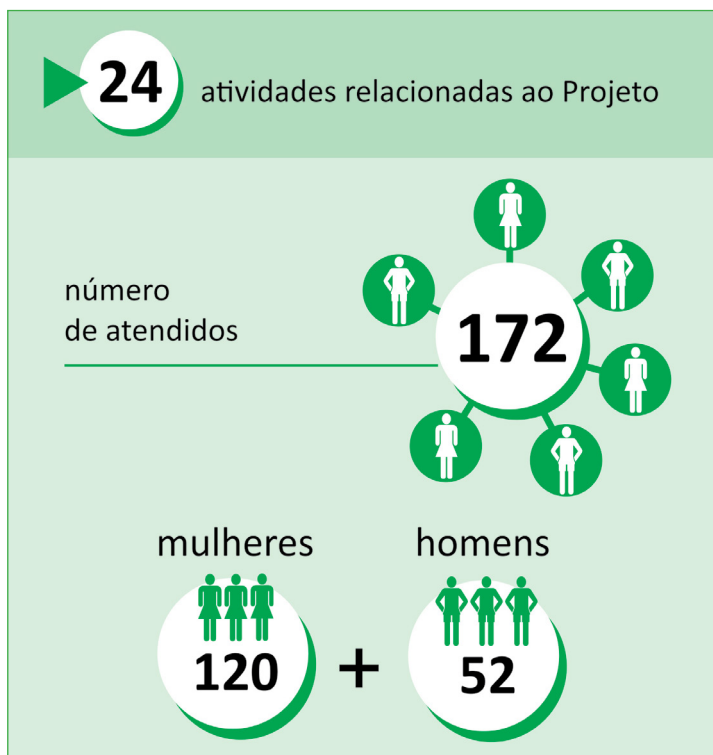 24 atividades relacionadas ao Projeto
número
de atendidos
172
mulheres
homens
120 + 52